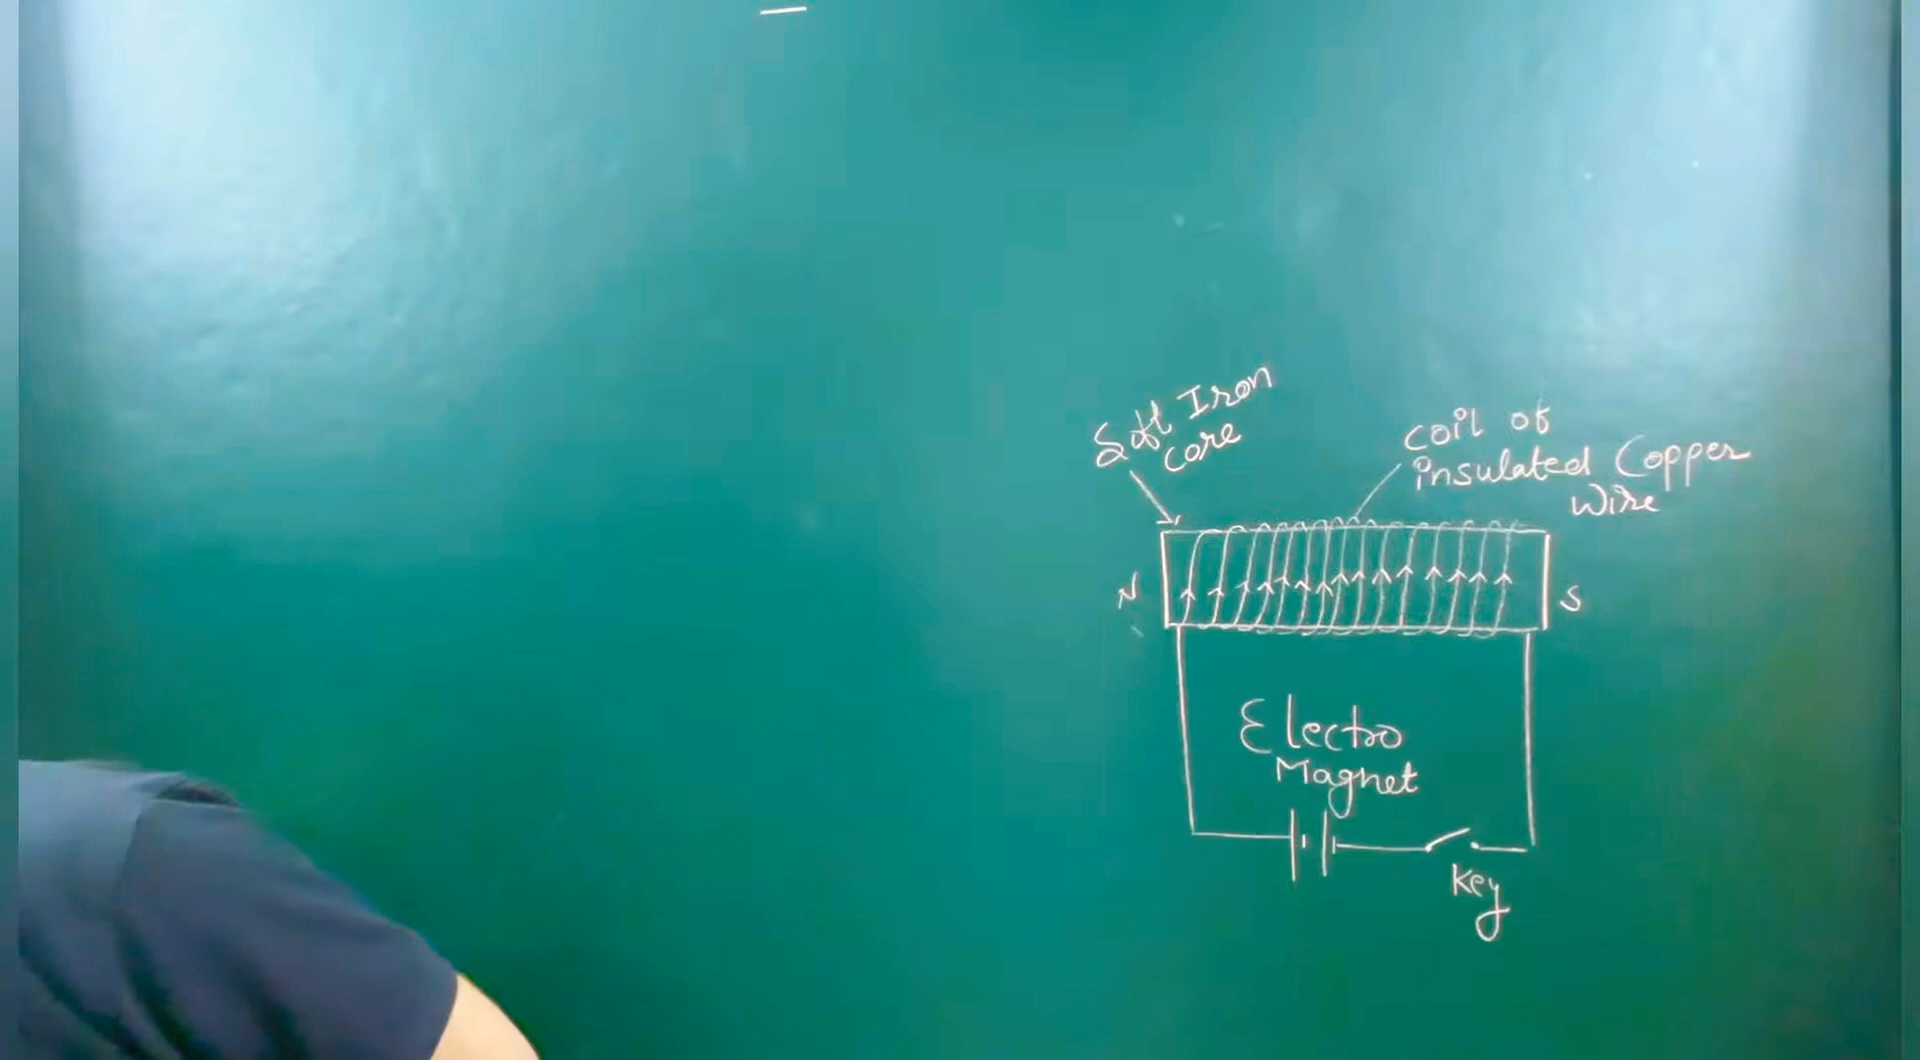 Soft Iron
core
coil of
insulated Copper
Wire
N
S
Electro
Magnet
Key